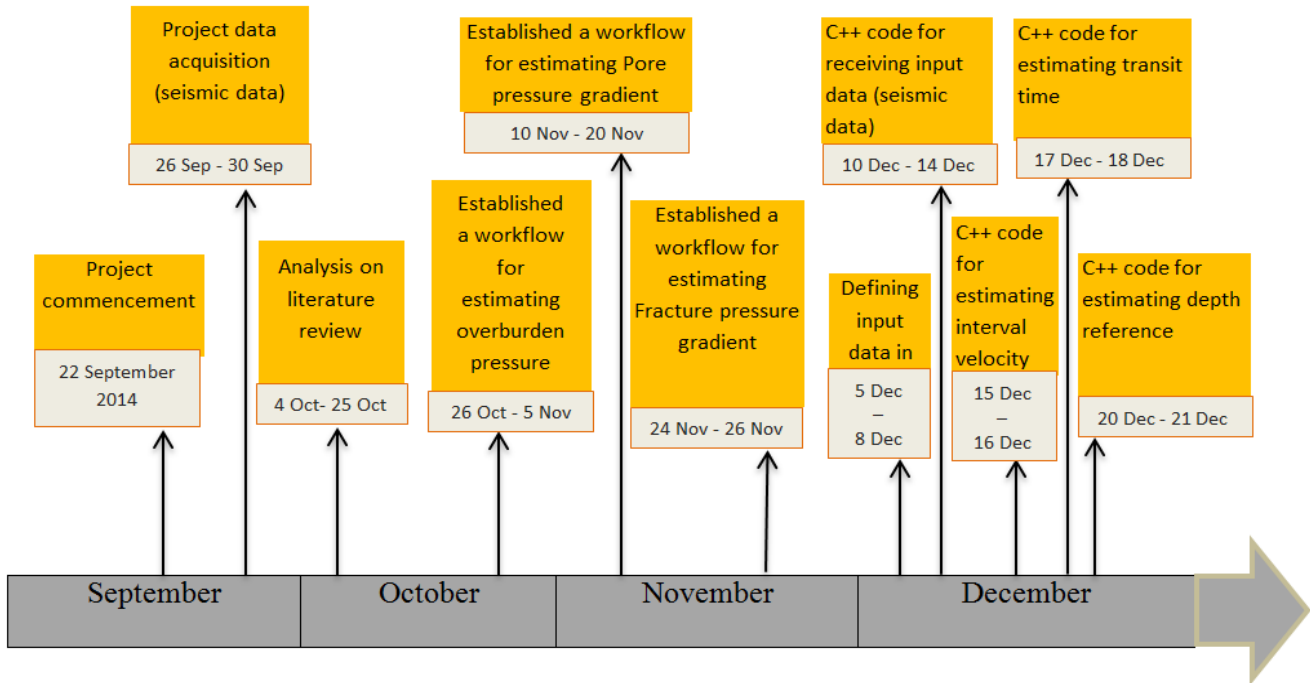 Project data
acquisition
(seismic data)
26 Sep - 30 Sep
Established a workflow
for estimating Pore
pressure gradient
10 Nov - 20 Nov
C++ code for
receiving input
data (seismic
data)
10 Dec - 14 Dec
C++ code for
estimating transit
time
17 Dec - 18 Dec
Project
commencement
22 September
2014
Analysis on
literature
review
4 Oct- 25 Oct
Established
a workflow
for
estimating
overburden
pressure
26 Oct - 5 Nov
Established a
workflow for
estimating
Fracture pressure
gradient
24 Nov - 26 Nov
Defining
input
data in
5 Dec
–
8 Dec
C++ code
for
estimating
interval
velocity
15 Dec
–
16 Dec
C++ code for
estimating depth
reference
20 Dec - 21 Dec
September
October
November
December